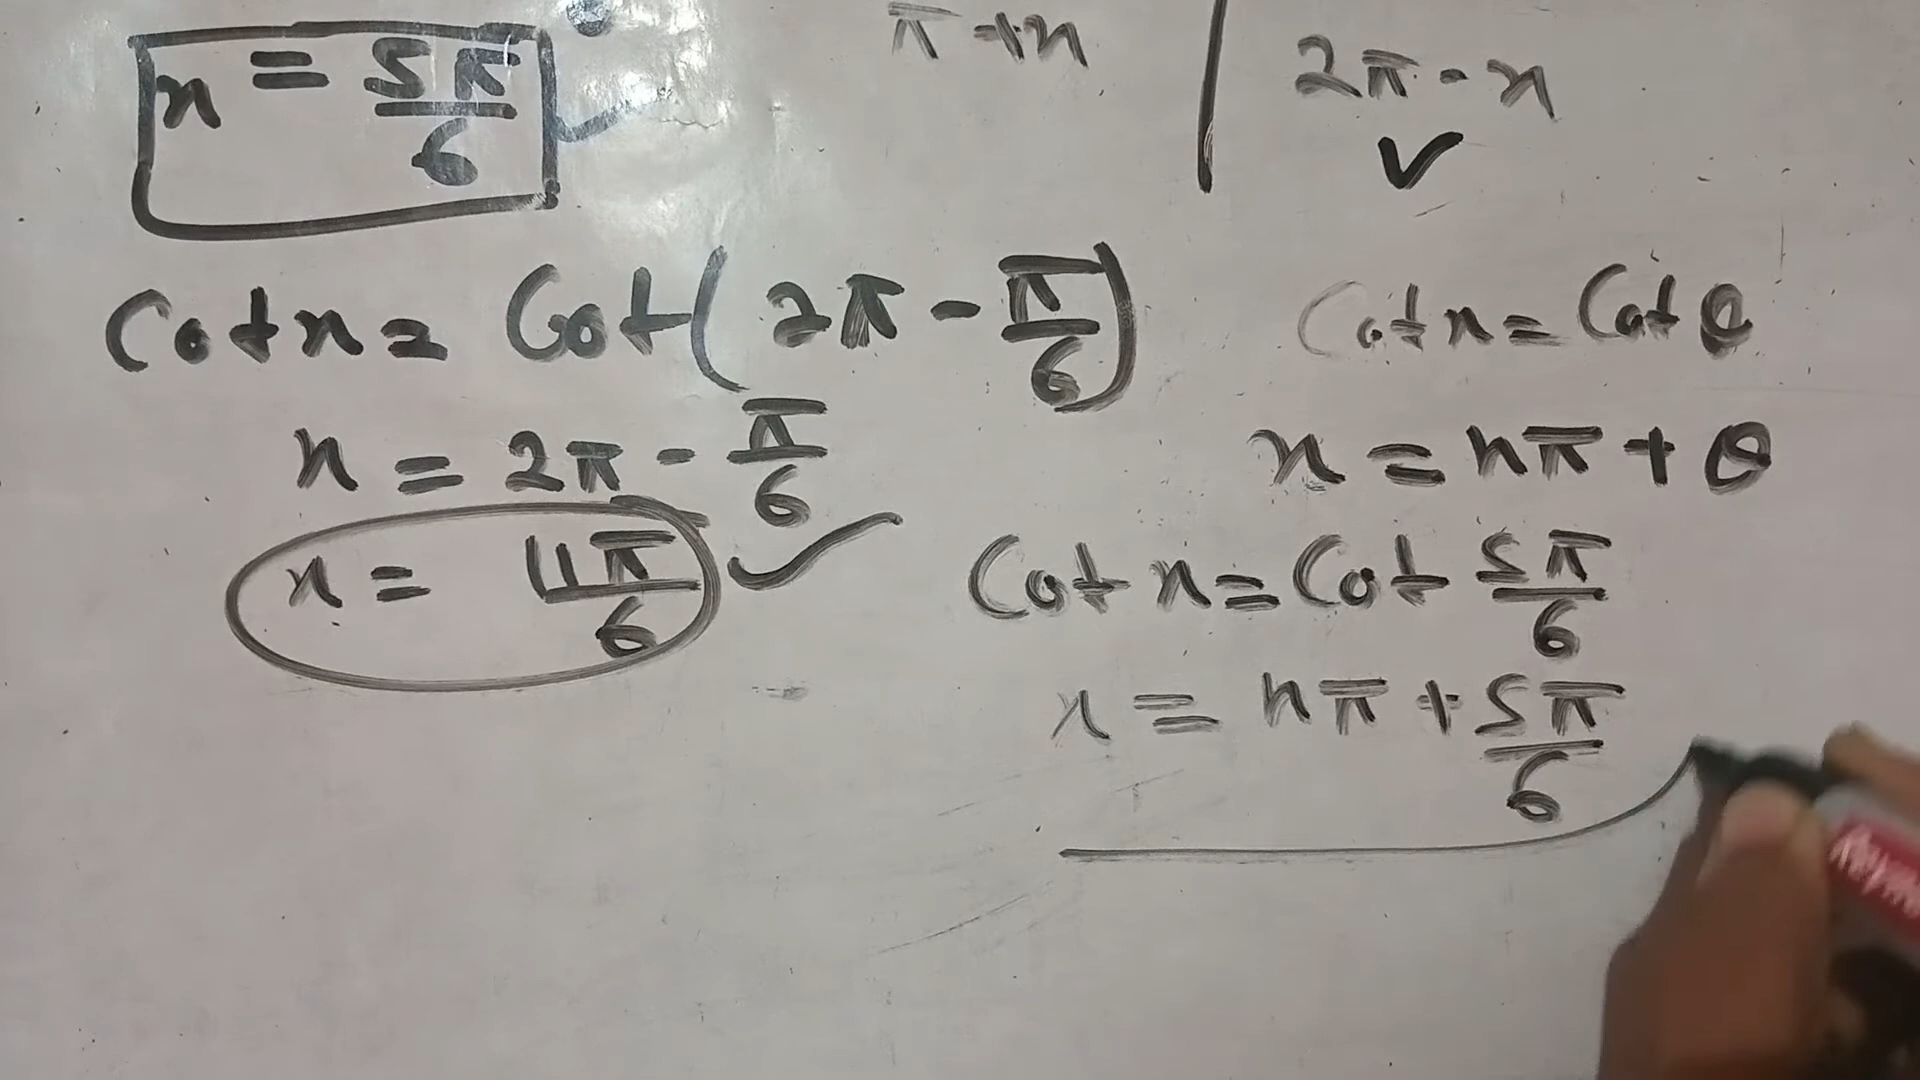 x = 5π/6
π + x
2π - x
Cot x = Cot(2π - π/6)
x = 2π - π/6
x = 11π/6
Cot x = Cot θ
x = nπ + θ
Cot x = Cot 5π/6
x = nπ + 5π/6